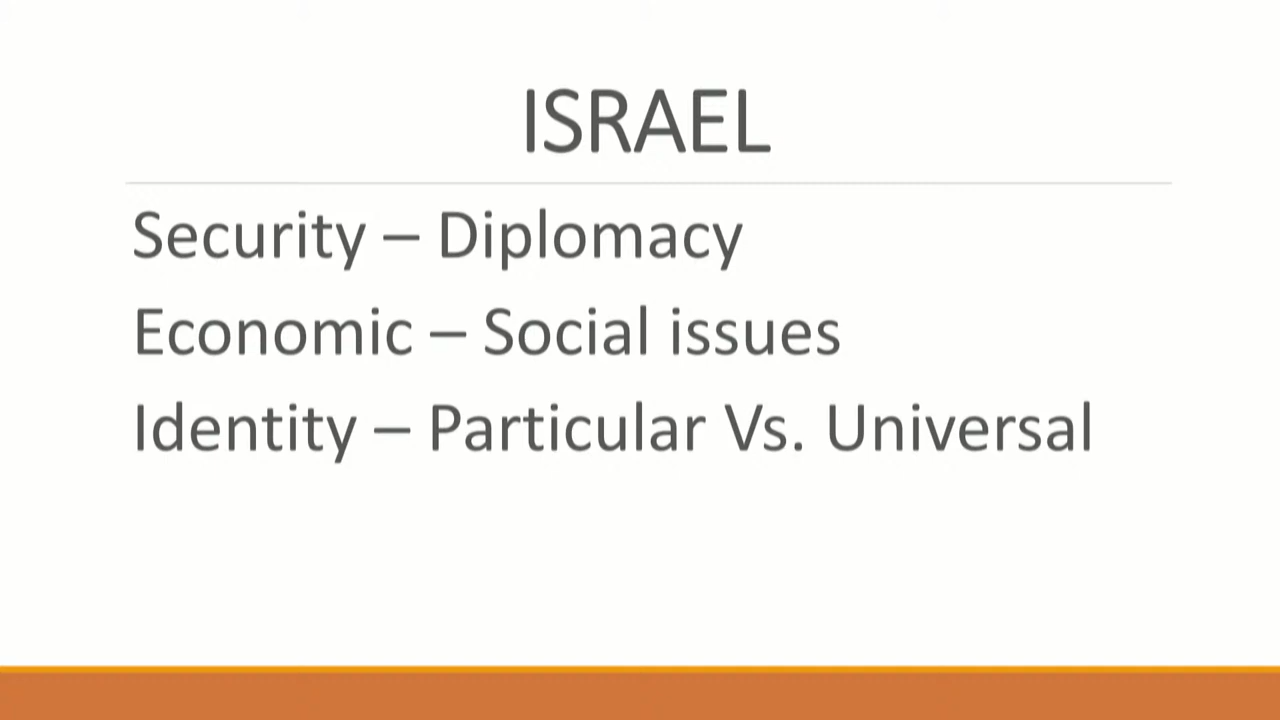 ISRAEL
Security – Diplomacy
Economic – Social issues
Identity – Particular Vs. Universal